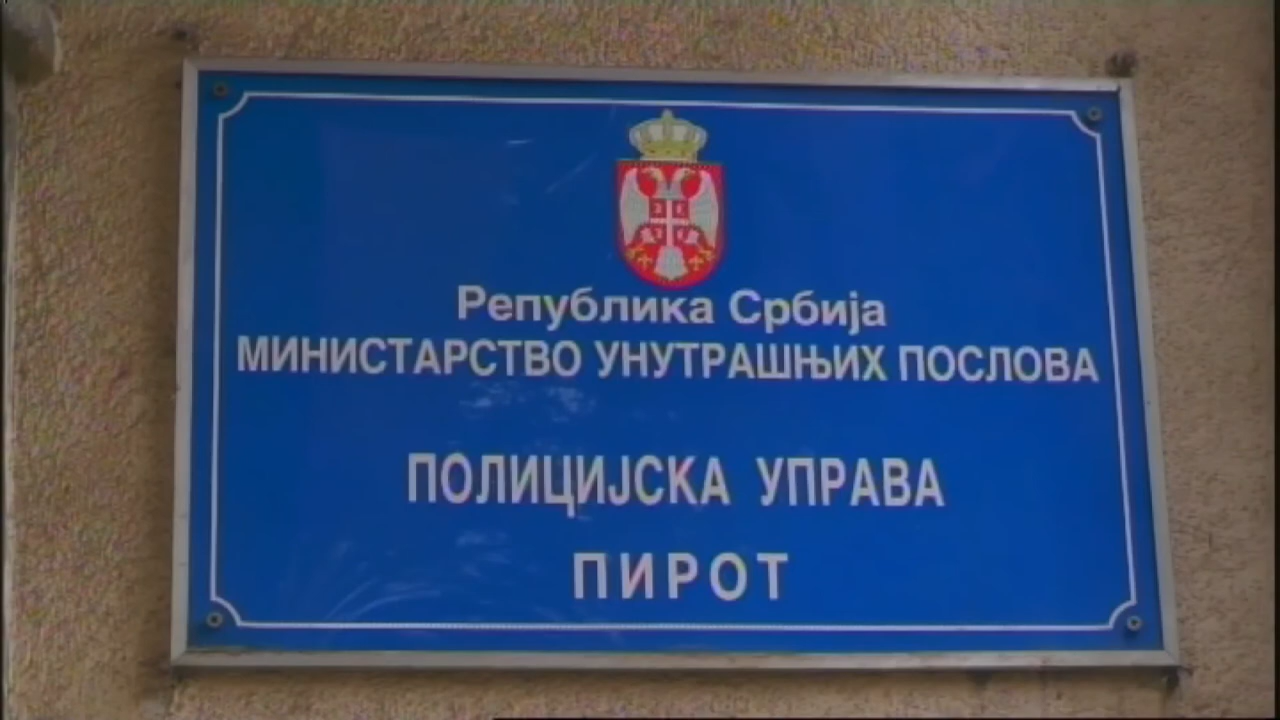 Република Србија
МИНИСТАРСТВО УНУТРАШЊИХ ПОСЛОВА
ПОЛИЦИЈСКА УПРАВА
ПИРОТ